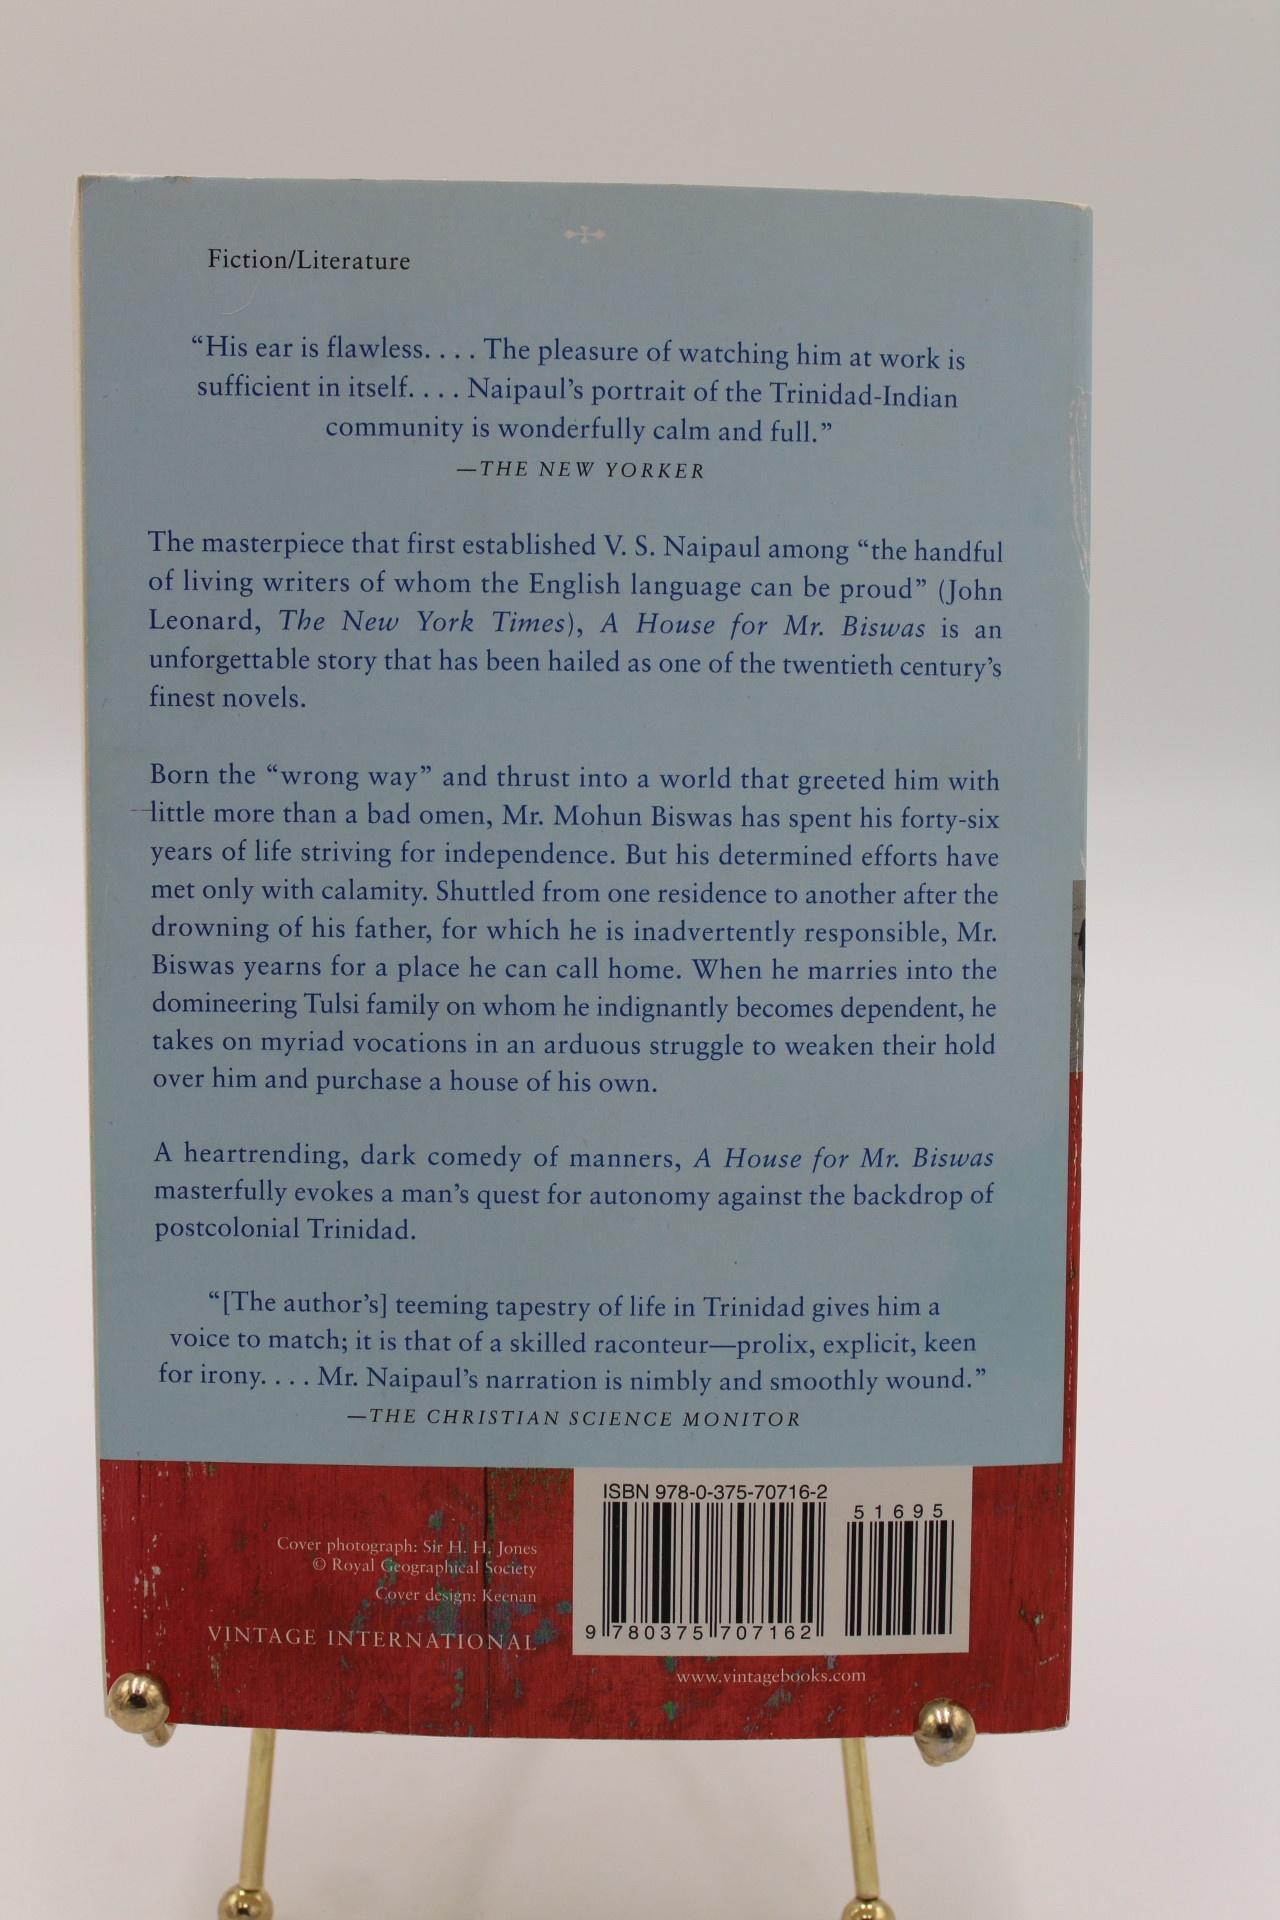 Fiction/Literature
“His ear is flawless. . . . The pleasure of watching him at work is
sufficient in itself. . . . Naipaul’s portrait of the Trinidad-Indian
community is wonderfully calm and full.”
—THE NEW YORKER
The masterpiece that first established V. S. Naipaul among “the handful
of living writers of whom the English language can be proud” (John
Leonard, The New York Times), A House for Mr. Biswas is an
unforgettable story that has been hailed as one of the twentieth century’s
finest novels.
Born the “wrong way” and thrust into a world that greeted him with
little more than a bad omen, Mr. Mohun Biswas has spent his forty-six
years of life striving for independence. But his determined efforts have
met only with calamity. Shuttled from one residence to another after the
drowning of his father, for which he is inadvertently responsible, Mr.
Biswas yearns for a place he can call home. When he marries into the
domineering Tulsi family on whom he indignantly becomes dependent, he
takes on myriad vocations in an arduous struggle to weaken their hold
over him and purchase a house of his own.
A heartrending, dark comedy of manners, A House for Mr. Biswas
masterfully evokes a man’s quest for autonomy against the backdrop of
postcolonial Trinidad.
“[The author’s] teeming tapestry of life in Trinidad gives him a
voice to match; it is that of a skilled raconteur—prolix, explicit, keen
for irony. . . . Mr. Naipaul’s narration is nimbly and smoothly wound.”
—THE CHRISTIAN SCIENCE MONITOR
Cover photograph: Sir H. H. Jones
© Royal Geographical Society
Cover design: Keenan
VINTAGE INTERNATIONAL
ISBN 978-0-375-70716-2
51695
9 780375 707162
www.vintagebooks.com